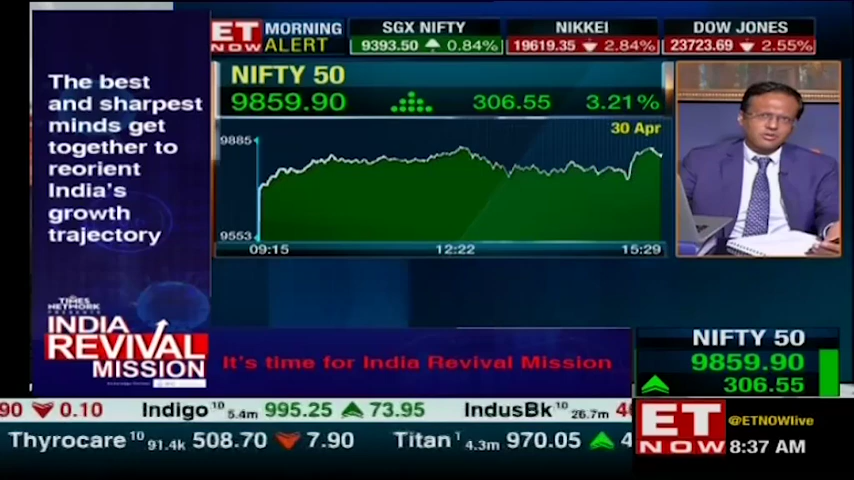 The best
and sharpest
minds get
together to
reorient
India's
growth
trajectory
TIMES
NETWORK
PRESENTS
INDIA
REVIVAL
MISSION
ET
NOW
MORNING
ALERT
SGX NIFTY
9393.50 0.84%
NIKKEI
19619.35 2.84%
DOW JONES
23723.69 2.55%
NIFTY 50
9859.90 306.55 3.21%
30 Apr
9885
9553
09:15 12:22 15:29
It's time for India Revival Mission
NIFTY 50
9859.90
306.55
90 0.10 Indigo 10 5.4m 995.25 73.95 IndusBk 10 26.7m
Thyrocare 10 91.4k 508.70 7.90 Titan 1 4.3m 970.05 4
ET
NOW
@ETNOWlive
8:37 AM